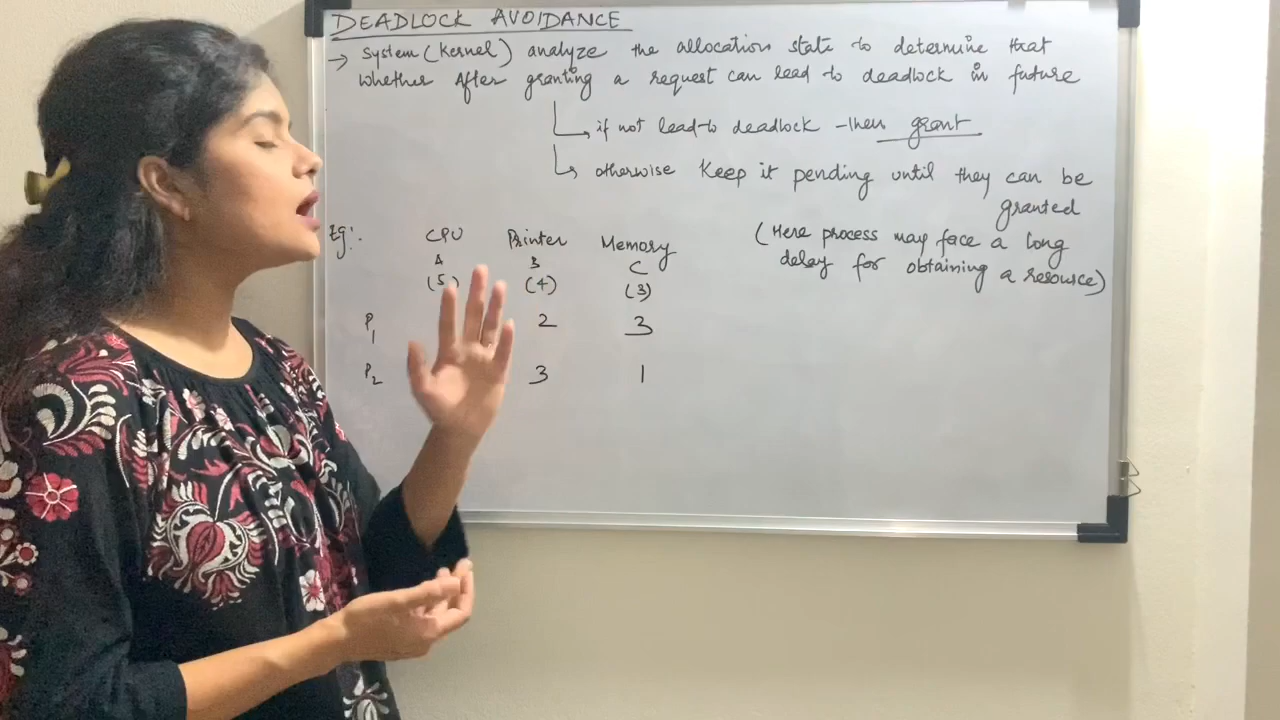 DEADLOCK AVOIDANCE
→ System (Kernel) analyze the allocation state to determine that
whether After granting a request can lead to deadlock in future
if not lead to deadlock - then grant
otherwise Keep it pending until they can be
granted
(Here process may face a long
delay for obtaining a resource)
Eg:. CPU Printer Memory
A B C
(5) (4) (3)
P1 2 3
P2 3 1